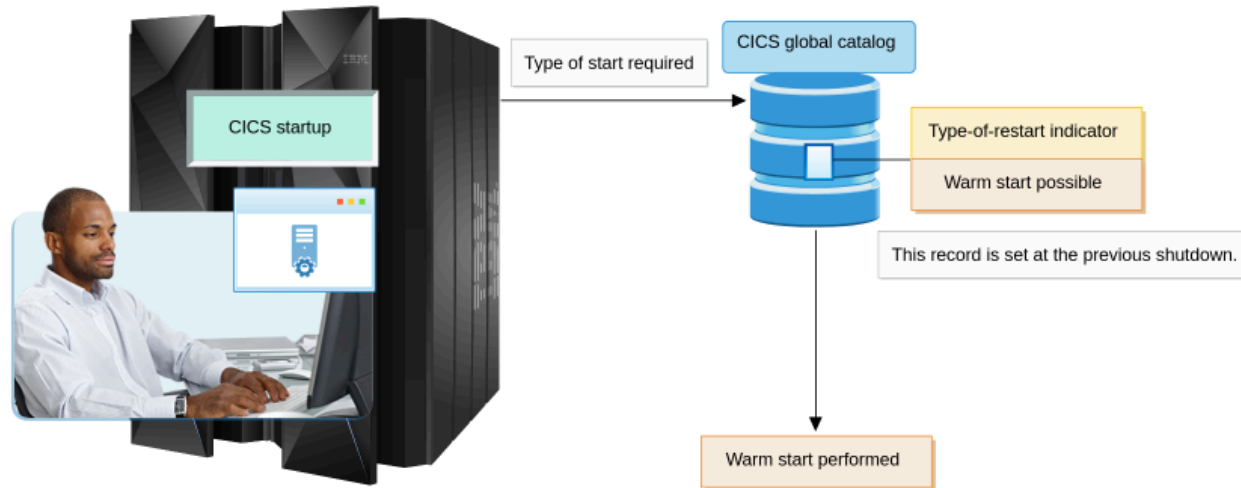 CICS global catalog
Type of start required
IBM
CICS startup
Type-of-restart indicator
Warm start possible
This record is set at the previous shutdown.
Warm start performed